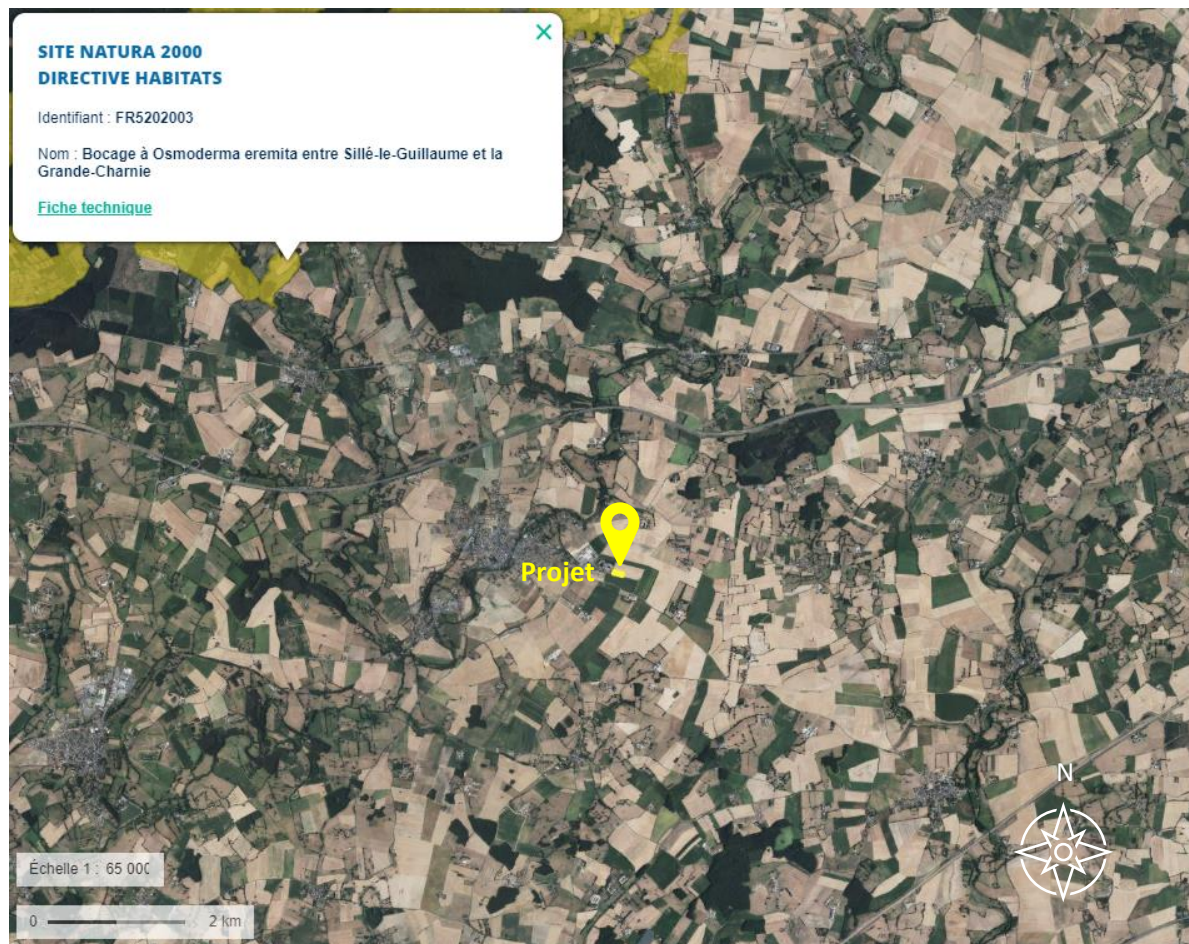 SITE NATURA 2000
DIRECTIVE HABITATS
Identifiant : FR5202003
Nom : Bocage à Osmoderma eremita entre Sillé-le-Guillaume et la
Grande-Charnie
Fiche technique
Projet
N
Échelle 1 : 65 000
0 2 km